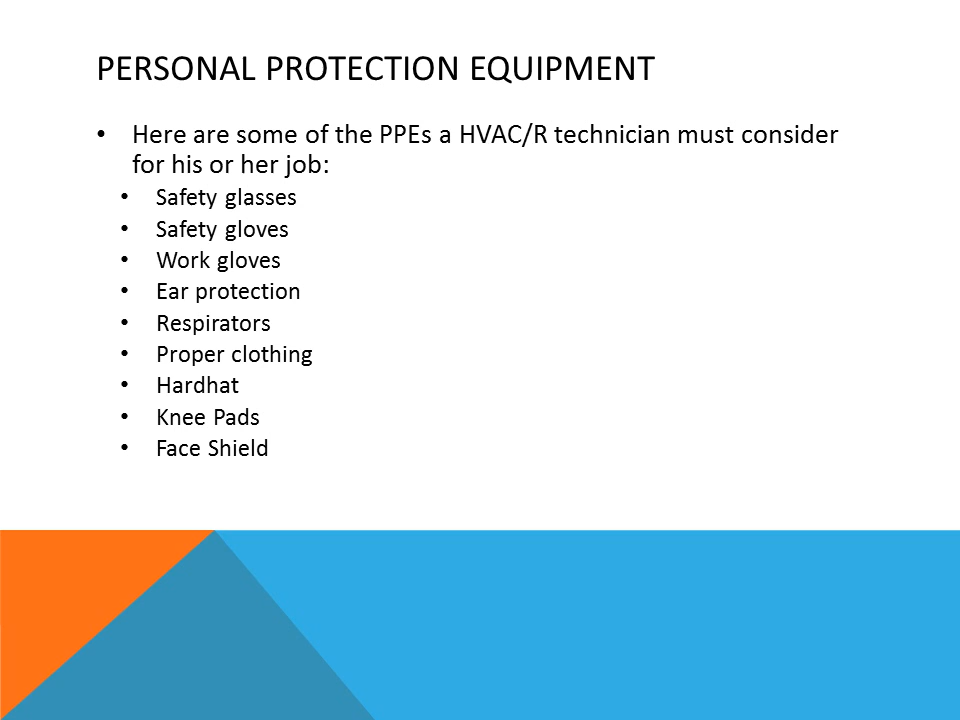 PERSONAL PROTECTION EQUIPMENT
• Here are some of the PPEs a HVAC/R technician must consider
for his or her job:
• Safety glasses
• Safety gloves
• Work gloves
• Ear protection
• Respirators
• Proper clothing
• Hardhat
• Knee Pads
• Face Shield